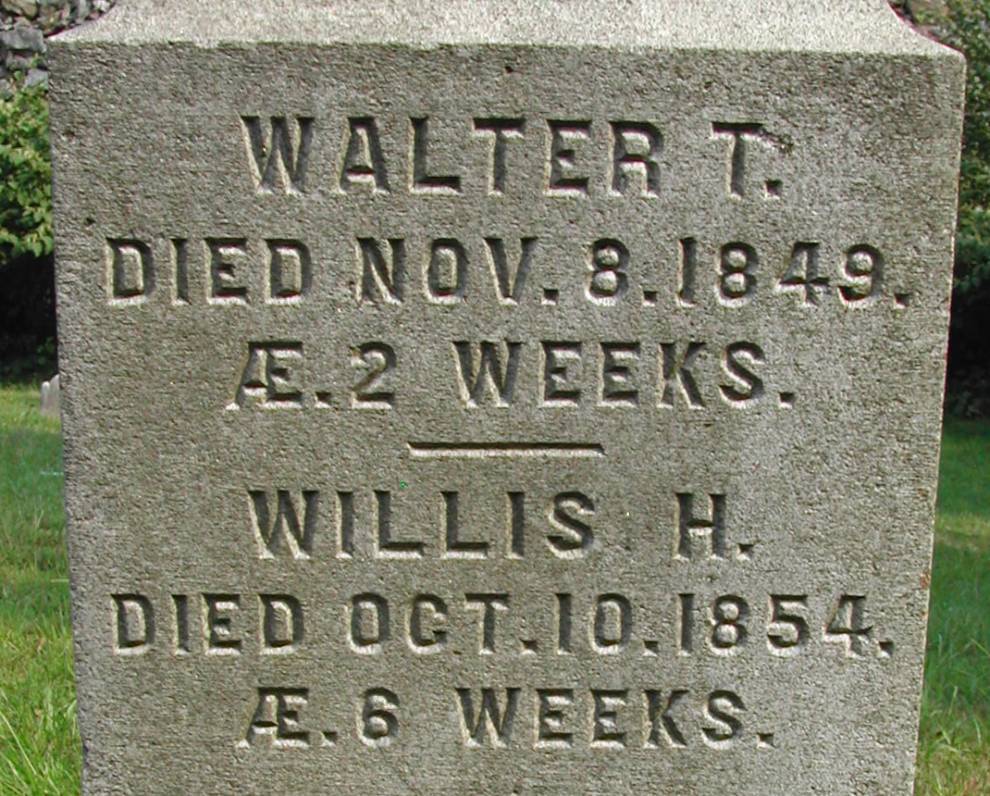 WALTER T.
DIED NOV. 8. 1849.
Æ. 2 WEEKS.
WILLIS H.
DIED OCT. 10. 1854.
Æ. 6 WEEKS.